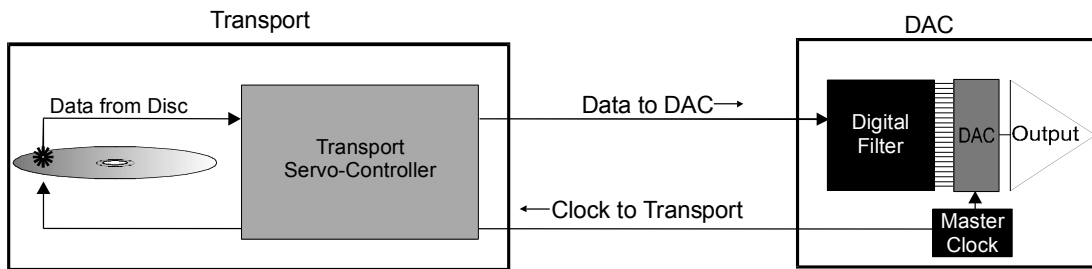 Transport
DAC
Data from Disc
Transport
Servo-Controller
Data to DAC
Digital
Filter
DAC
Output
Clock to Transport
Master
Clock